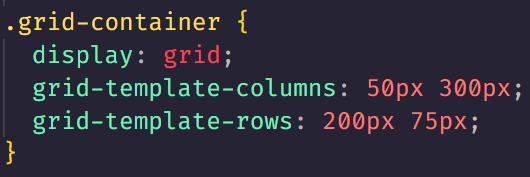 .grid-container {
  display: grid;
  grid-template-columns: 50px 300px;
  grid-template-rows: 200px 75px;
}